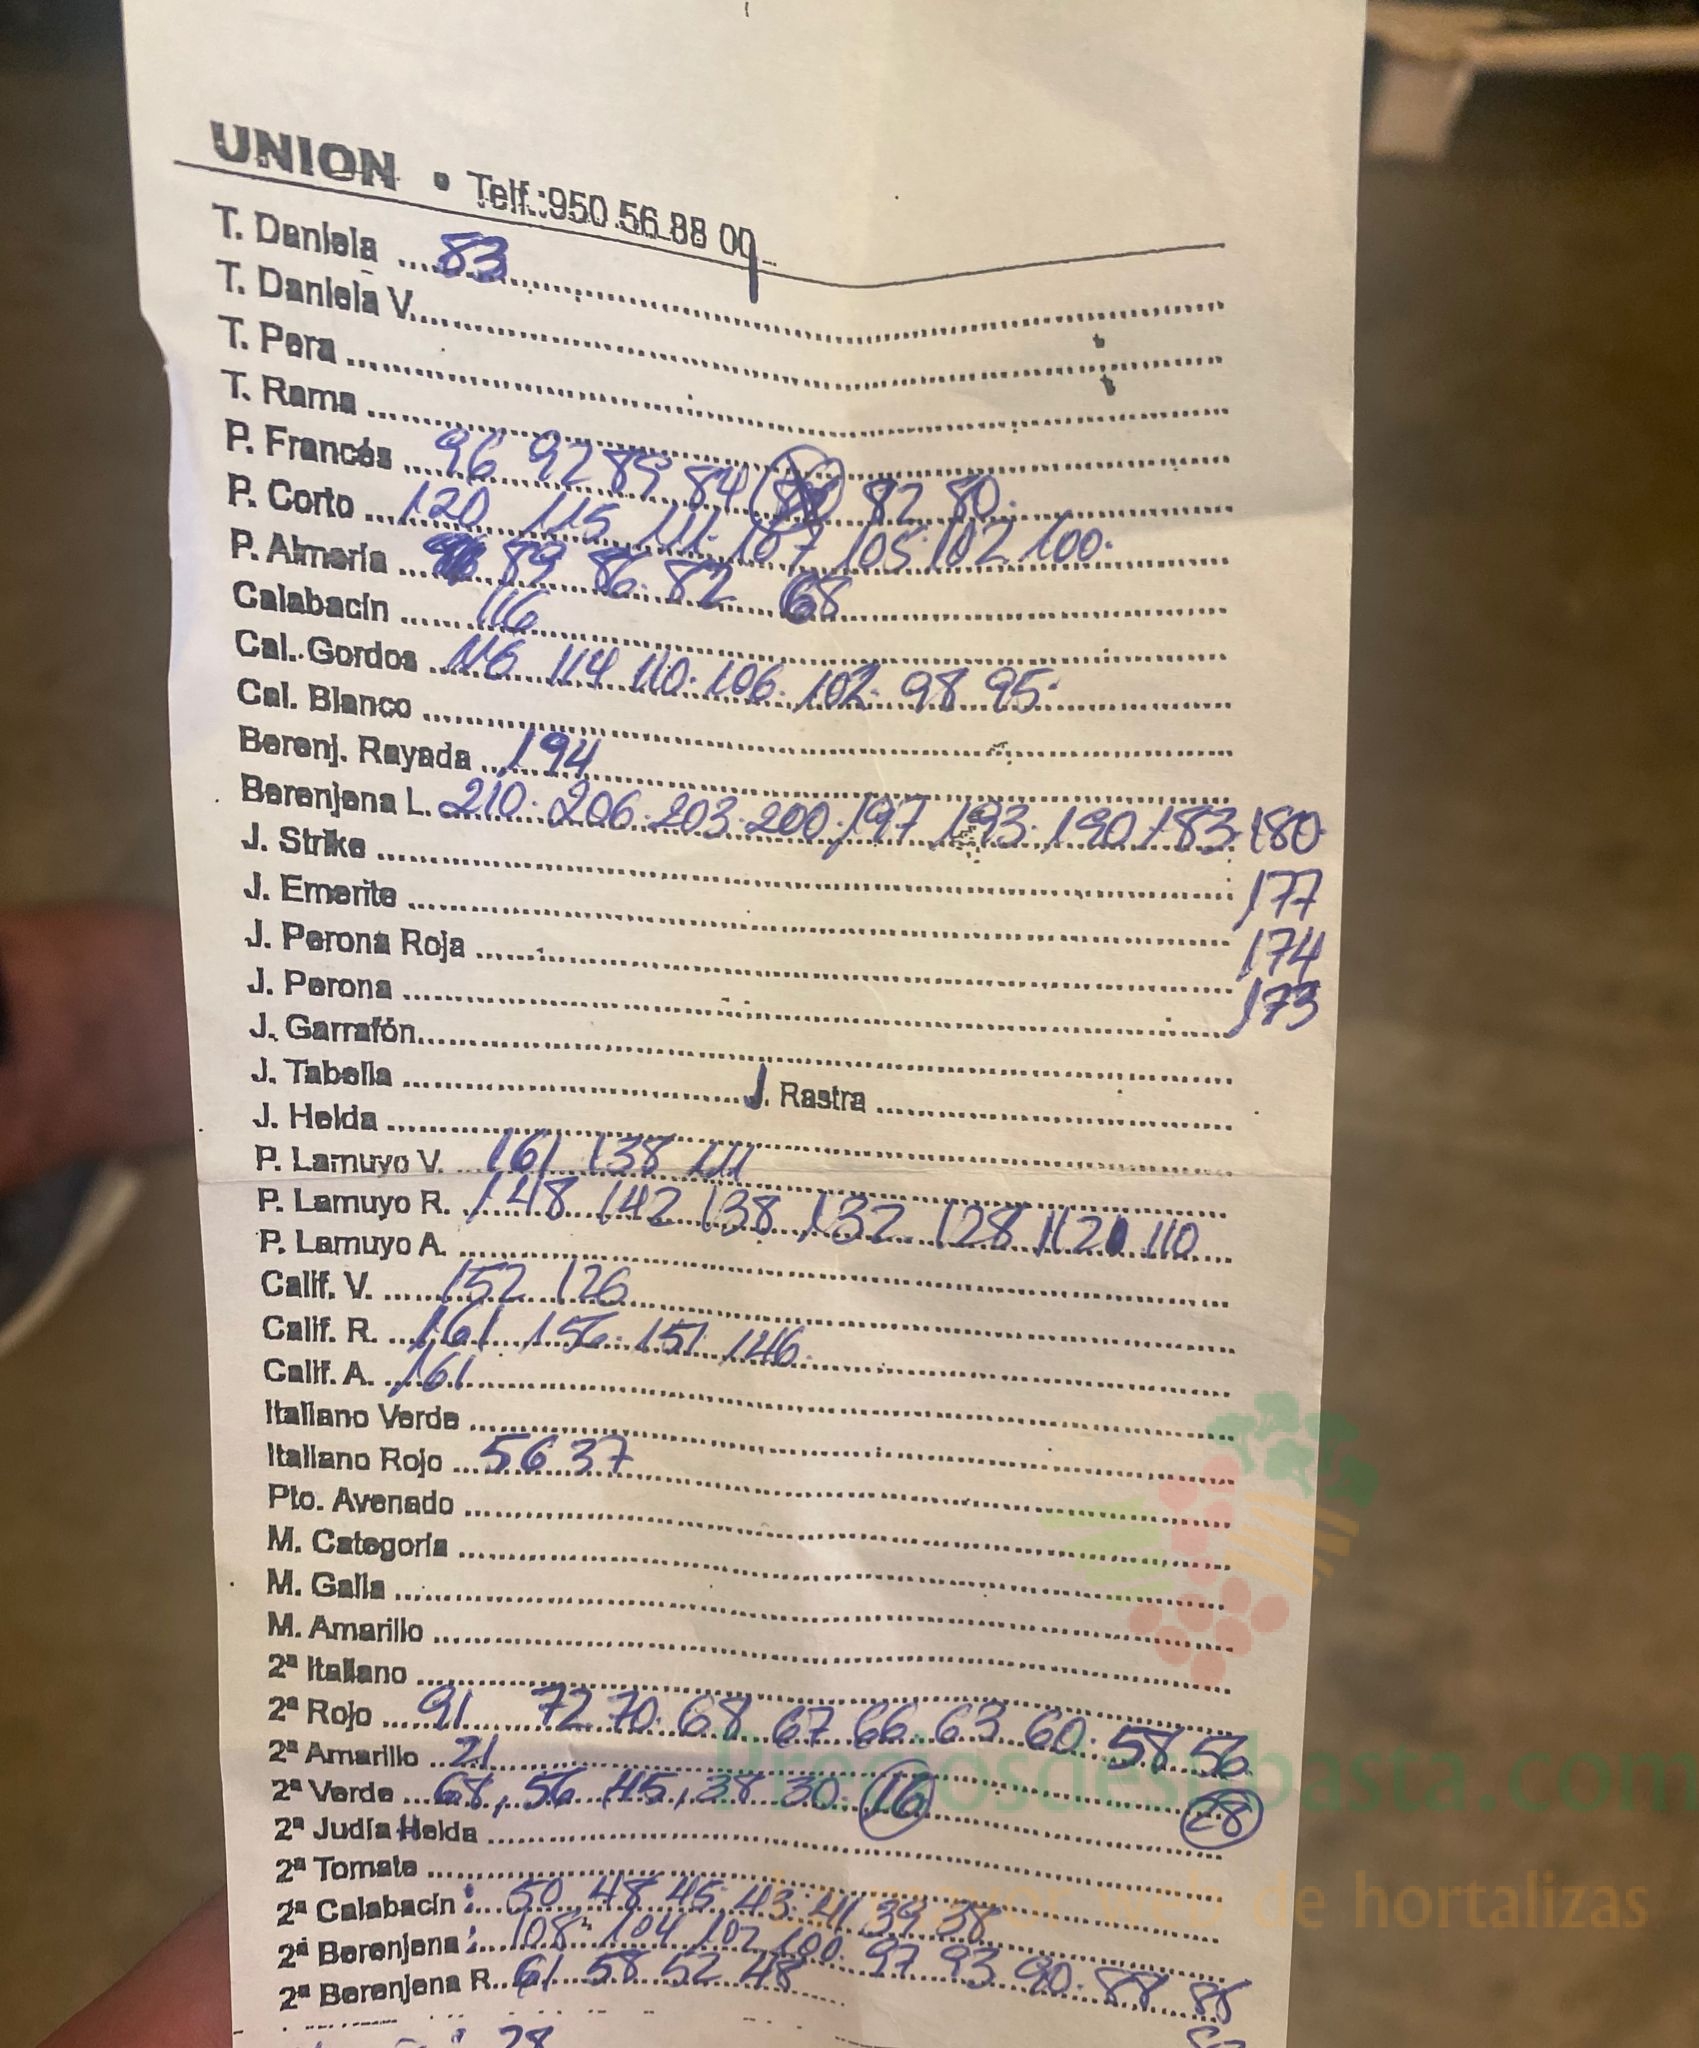 UNION • Telf.:950 56 88 00
T. Daniela ... 83
T. Daniela V.
T. Pera
T. Rama
P. Francés ... 96 92 89 84 82 80.
P. Corto ... 120 115 111. 107 105. 102 100.
P. Almería ... 89 86. 82 68
Calabacín ... 116
Cal. Gordos ... 116 114 110. 106. 102. 98 95.
Cal. Blanco
Berenj. Rayada ... 194
Berenjena L. 210. 206. 203. 200. 197 193. 190. 183. 180
J. Strike ... 177
J. Emerite ... 174
J. Perona Roja ... 173
J. Perona
J. Garrafón
J. Tabella ... J. Rastra
J. Helda
P. Lamuyo V. ... 161 138 111
P. Lamuyo R. ... 148 142 138 132 128 112 110
P. Lamuyo A.
Calif. V. ... 152 126
Calif. R. ... 161 156. 151 146.
Calif. A. ... 161
Italiano Verde
Italiano Rojo ... 56 37
Pto. Avenado
M. Categoría
M. Galia
M. Amarillo
2ª Italiano
2ª Rojo ... 91 72 70. 68 67 66. 63. 60. 58 56
2ª Amarillo ... 21
2ª Verde ... 68, 56. 45, 38 30. 16 28
2ª Judía Helda
2ª Tomate
2ª Calabacín : 50. 48 45. 43. 41 39 38
2ª Berenjena : 108. 104 102 100. 97 93 90. 88 86
2ª Berenjena R. 61 58 52 48
28
Preciosdesubasta.com
web de hortalizas